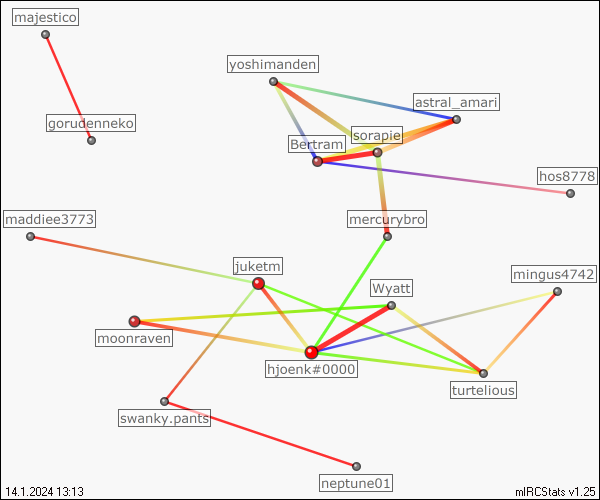 majestico
yoshimanden
astral_amari
gorudenneko
sorapie
Bertram
hos8778
maddiee3773
mercurybro
juketm
mingus4742
Wyatt
moonraven
hjoenk#0000
turtelious
swanky.pants
neptune01
14.1.2024 13:13
mIRCStats v1.25